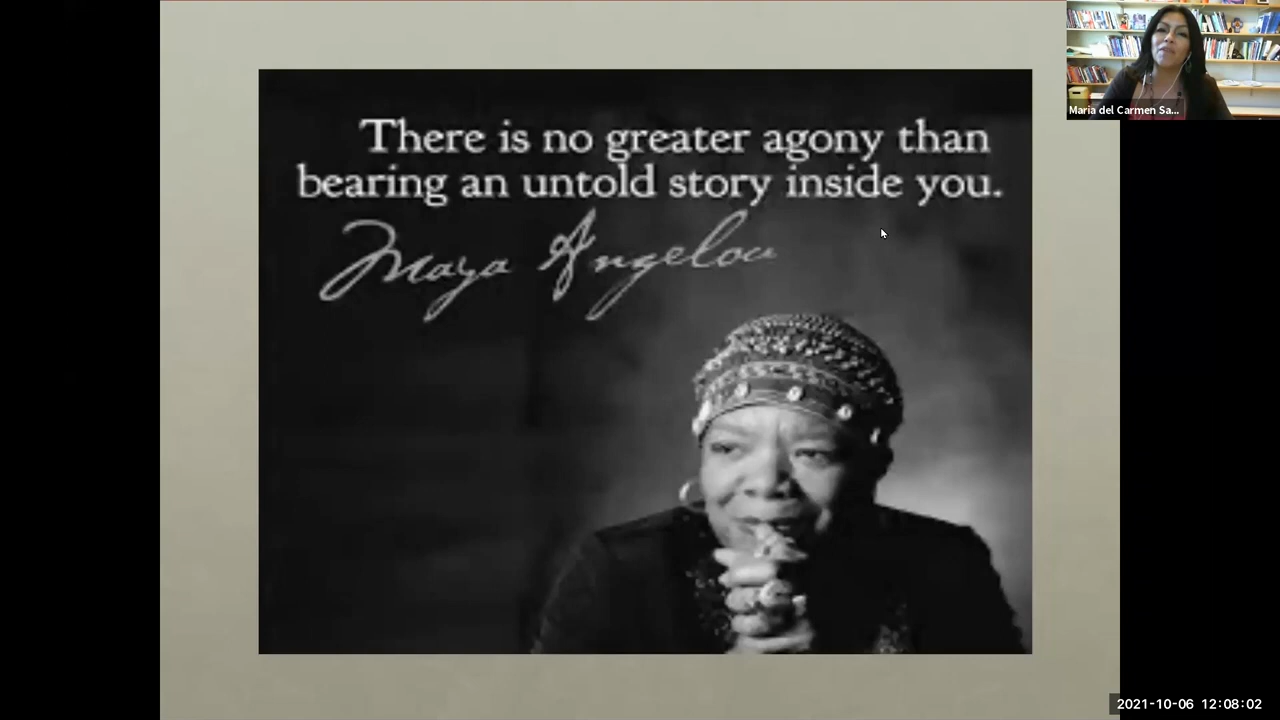 There is no greater agony than
bearing an untold story inside you.
Maya Angelou
Maria del Carmen Sa...
2021-10-06 12:08:02